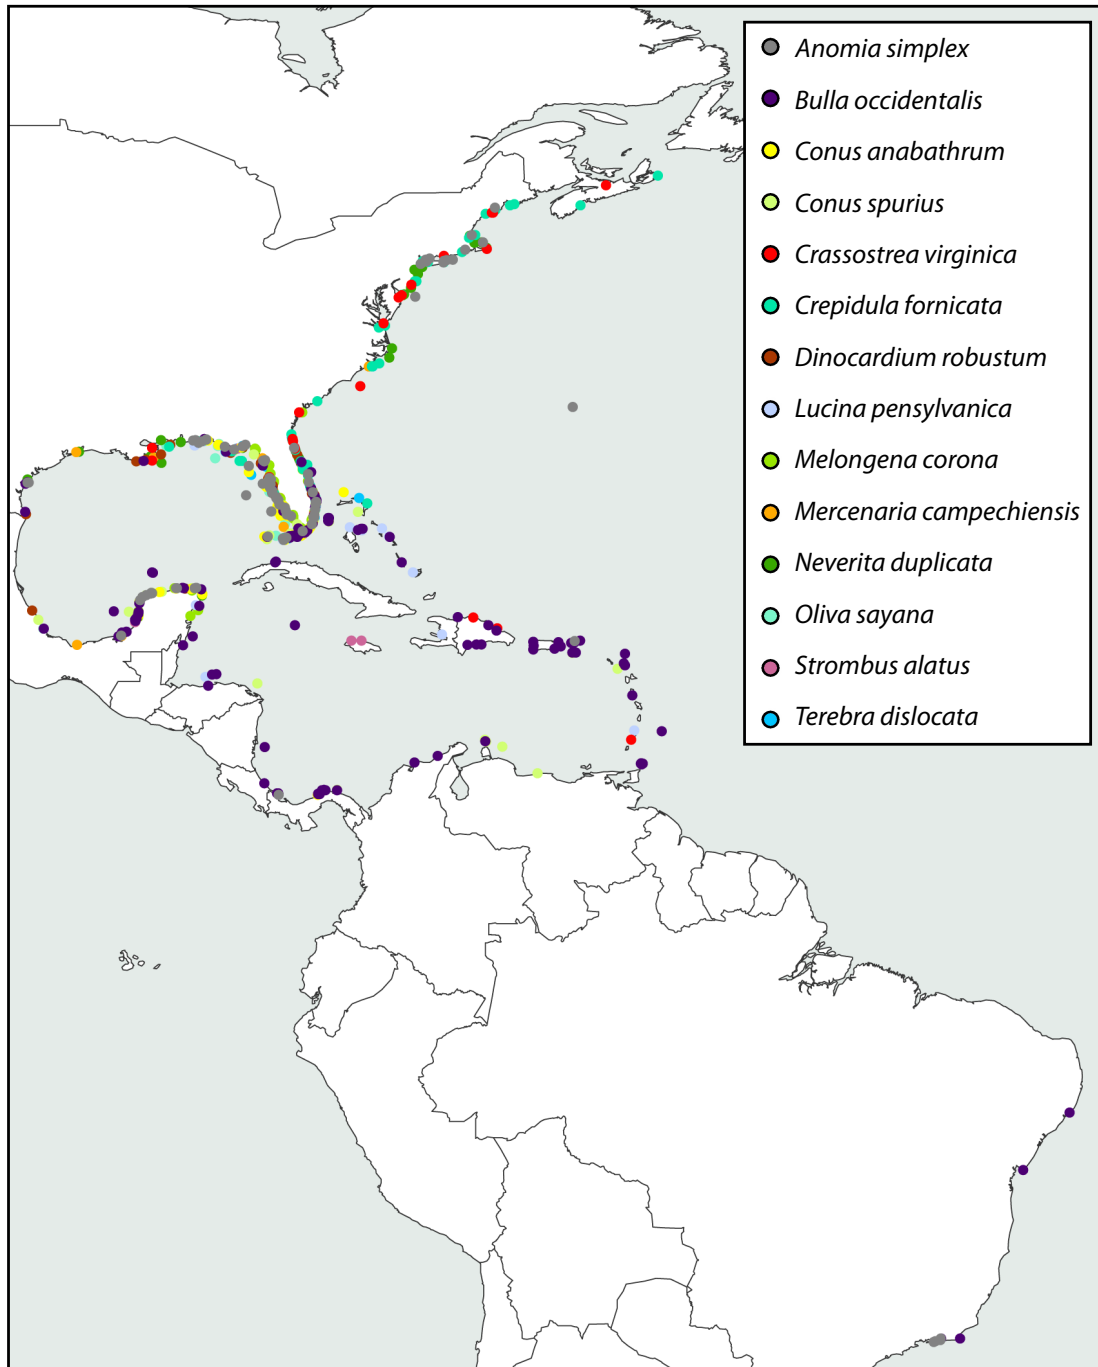 Anomia simplex
Bulla occidentalis
Conus anabathrum
Conus spurius
Crassostrea virginica
Crepidula fornicata
Dinocardium robustum
Lucina pensylvanica
Melongena corona
Mercenaria campechiensis
Neverita duplicata
Oliva sayana
Strombus alatus
Terebra dislocata